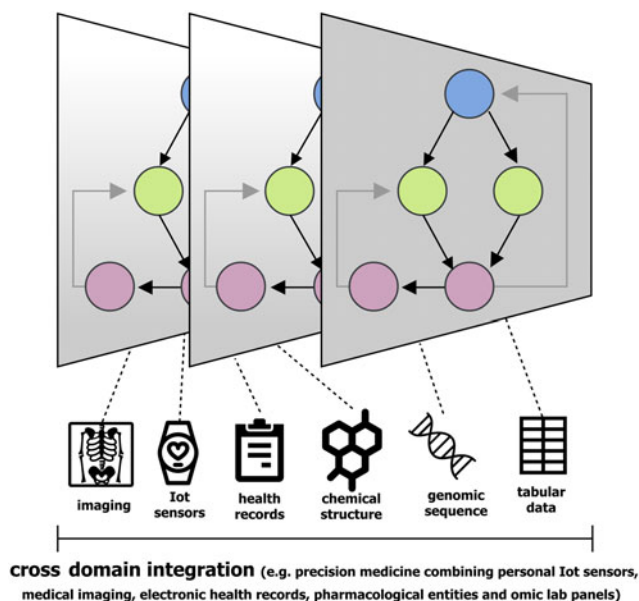 imaging
Iot
sensors
health
records
chemical
structure
genomic
sequence
tabular
data
cross domain integration (e.g. precision medicine combining personal Iot sensors,
medical imaging, electronic health records, pharmacological entities and omic lab panels)